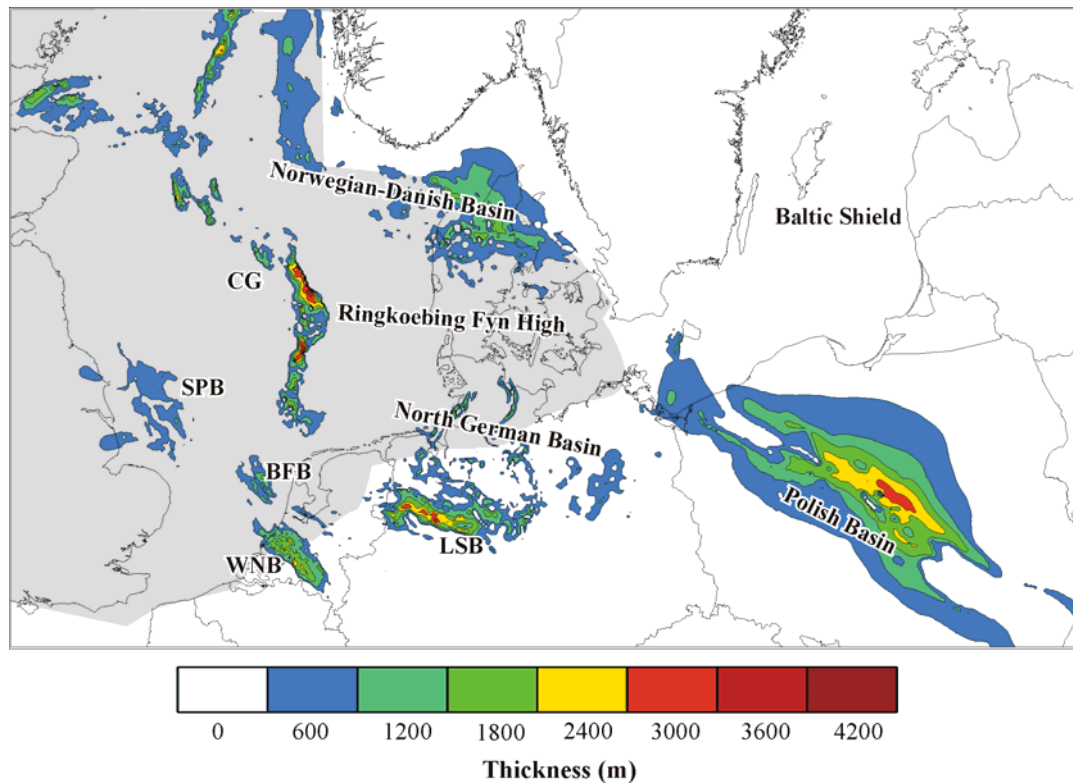 Norwegian-Danish Basin
Baltic Shield
CG
Ringkoebing Fyn High
SPB
North German Basin
BFB
Polish Basin
LSB
WNB
0 600 1200 1800 2400 3000 3600 4200
Thickness (m)